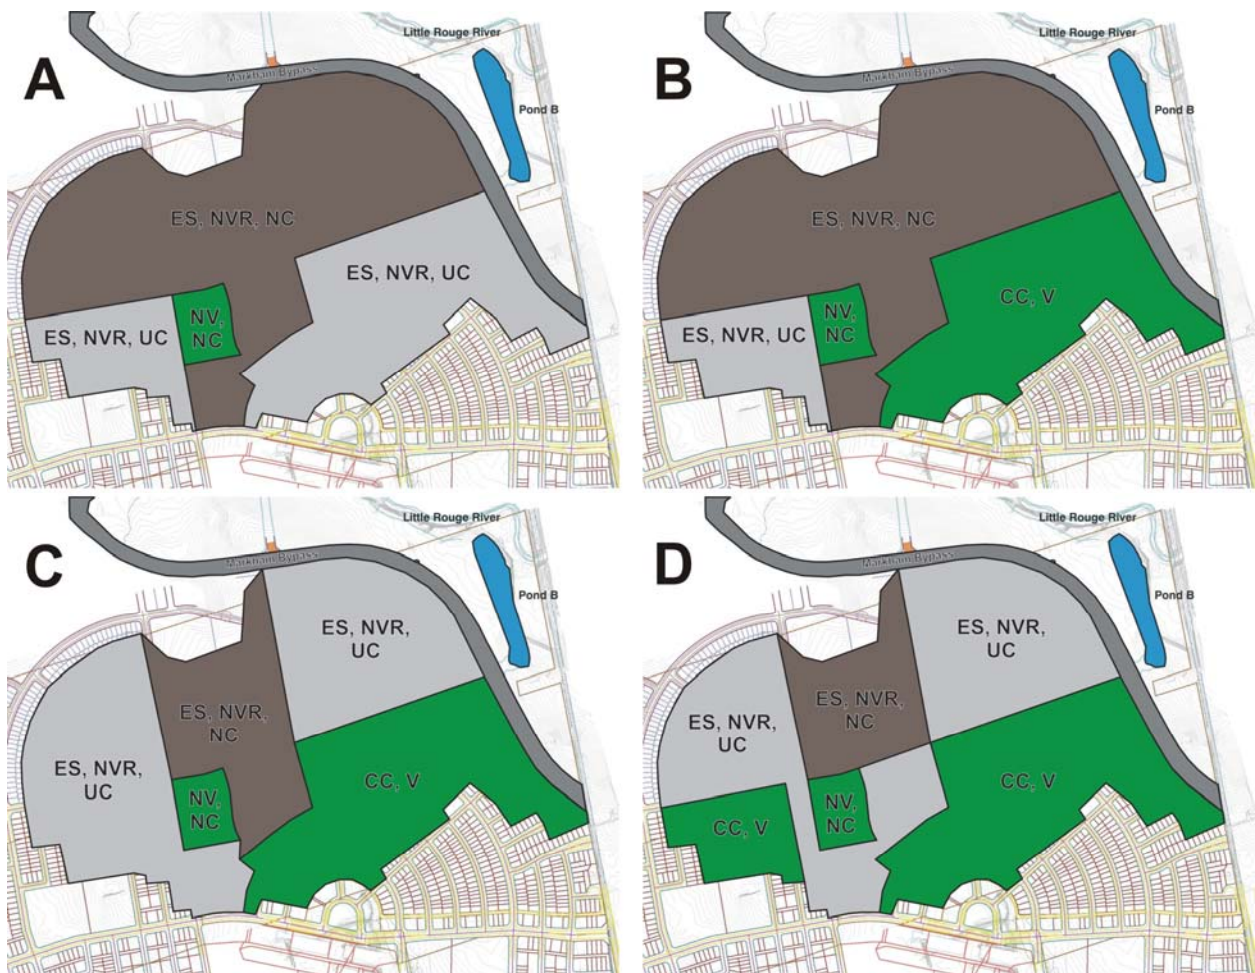 A
Little Rouge River
Markham Bypass
Pond B
ES, NVR, NC
ES, NVR, UC
ES, NVR, UC
NV,
NC
B
Little Rouge River
Markham Bypass
Pond B
ES, NVR, NC
CC, V
ES, NVR, UC
NV,
NC
C
Little Rouge River
Markham Bypass
Pond B
ES, NVR,
UC
ES, NVR,
NC
ES, NVR,
UC
NV,
NC
CC, V
D
Little Rouge River
Markham Bypass
Pond B
ES, NVR,
UC
ES, NVR,
NC
ES, NVR,
UC
CC, V
NV,
NC
CC, V